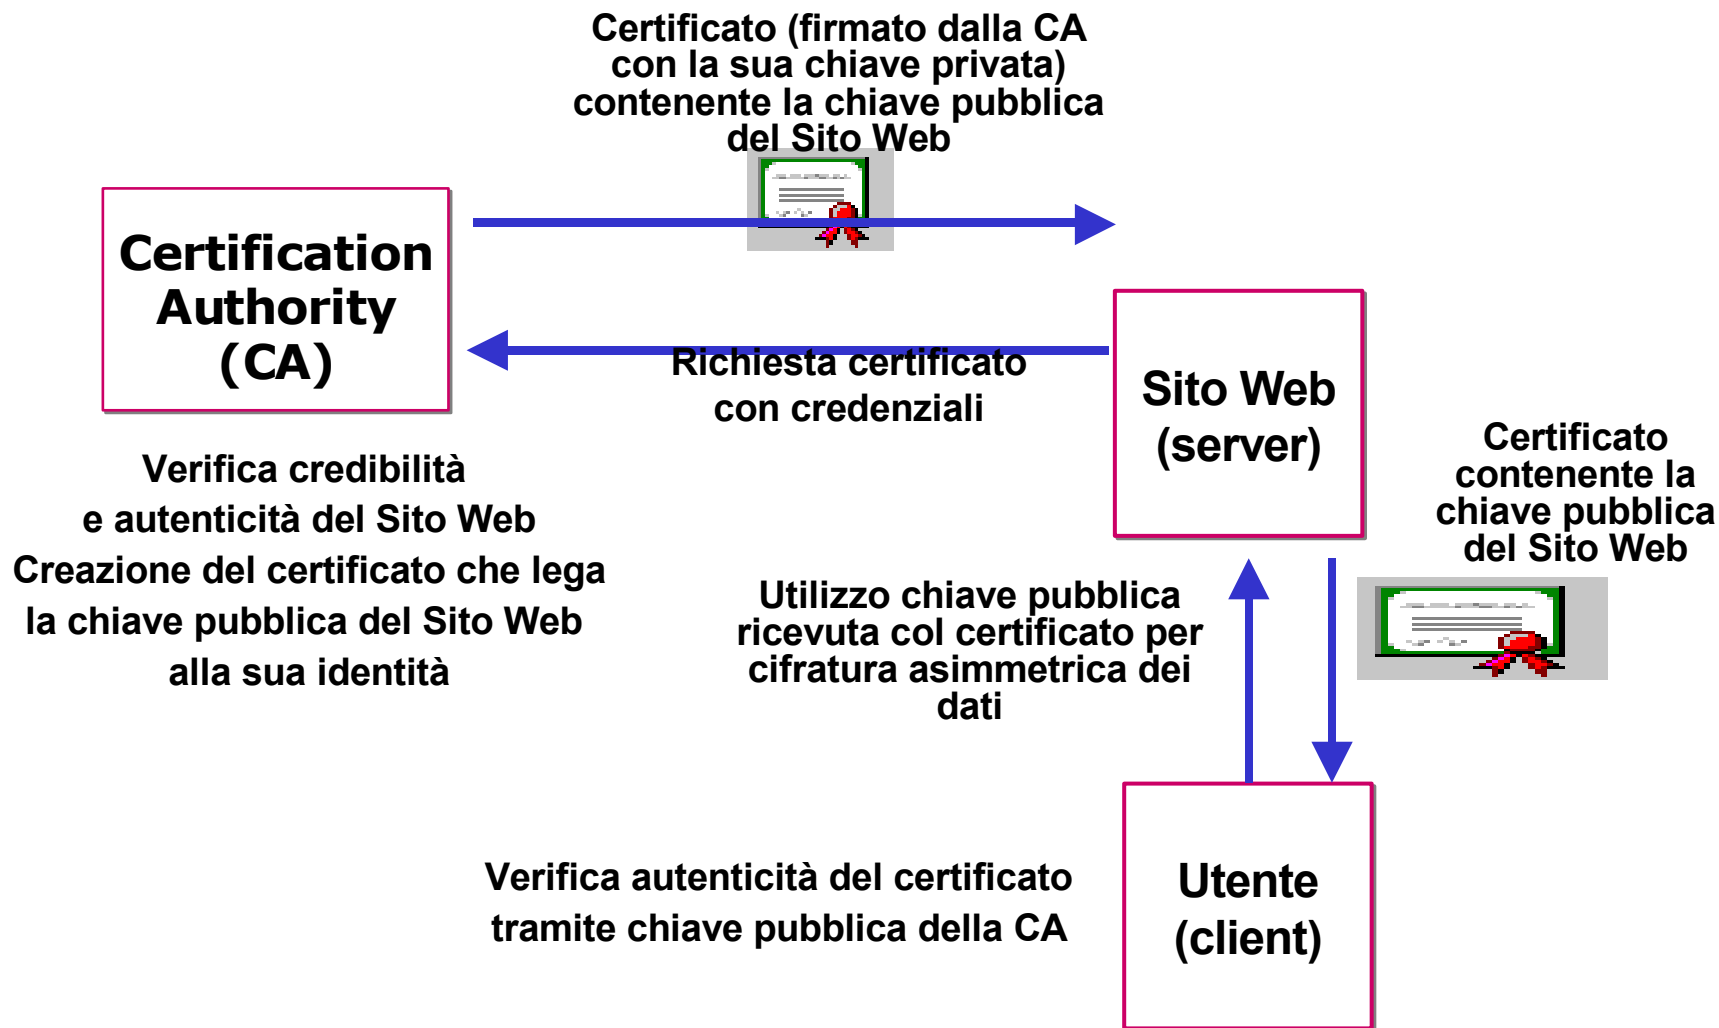 Certificato (firmato dalla CA
con la sua chiave privata)
contenente la chiave pubblica
del Sito Web
Certification
Authority
(CA)
Richiesta certificato
con credenziali
Sito Web
(server)
Verifica credibilità
e autenticità del Sito Web
Creazione del certificato che lega
la chiave pubblica del Sito Web
alla sua identità
Certificato
contenente la
chiave pubblica
del Sito Web
Utilizzo chiave pubblica
ricevuta col certificato per
cifratura asimmetrica dei
dati
Verifica autenticità del certificato
tramite chiave pubblica della CA
Utente
(client)